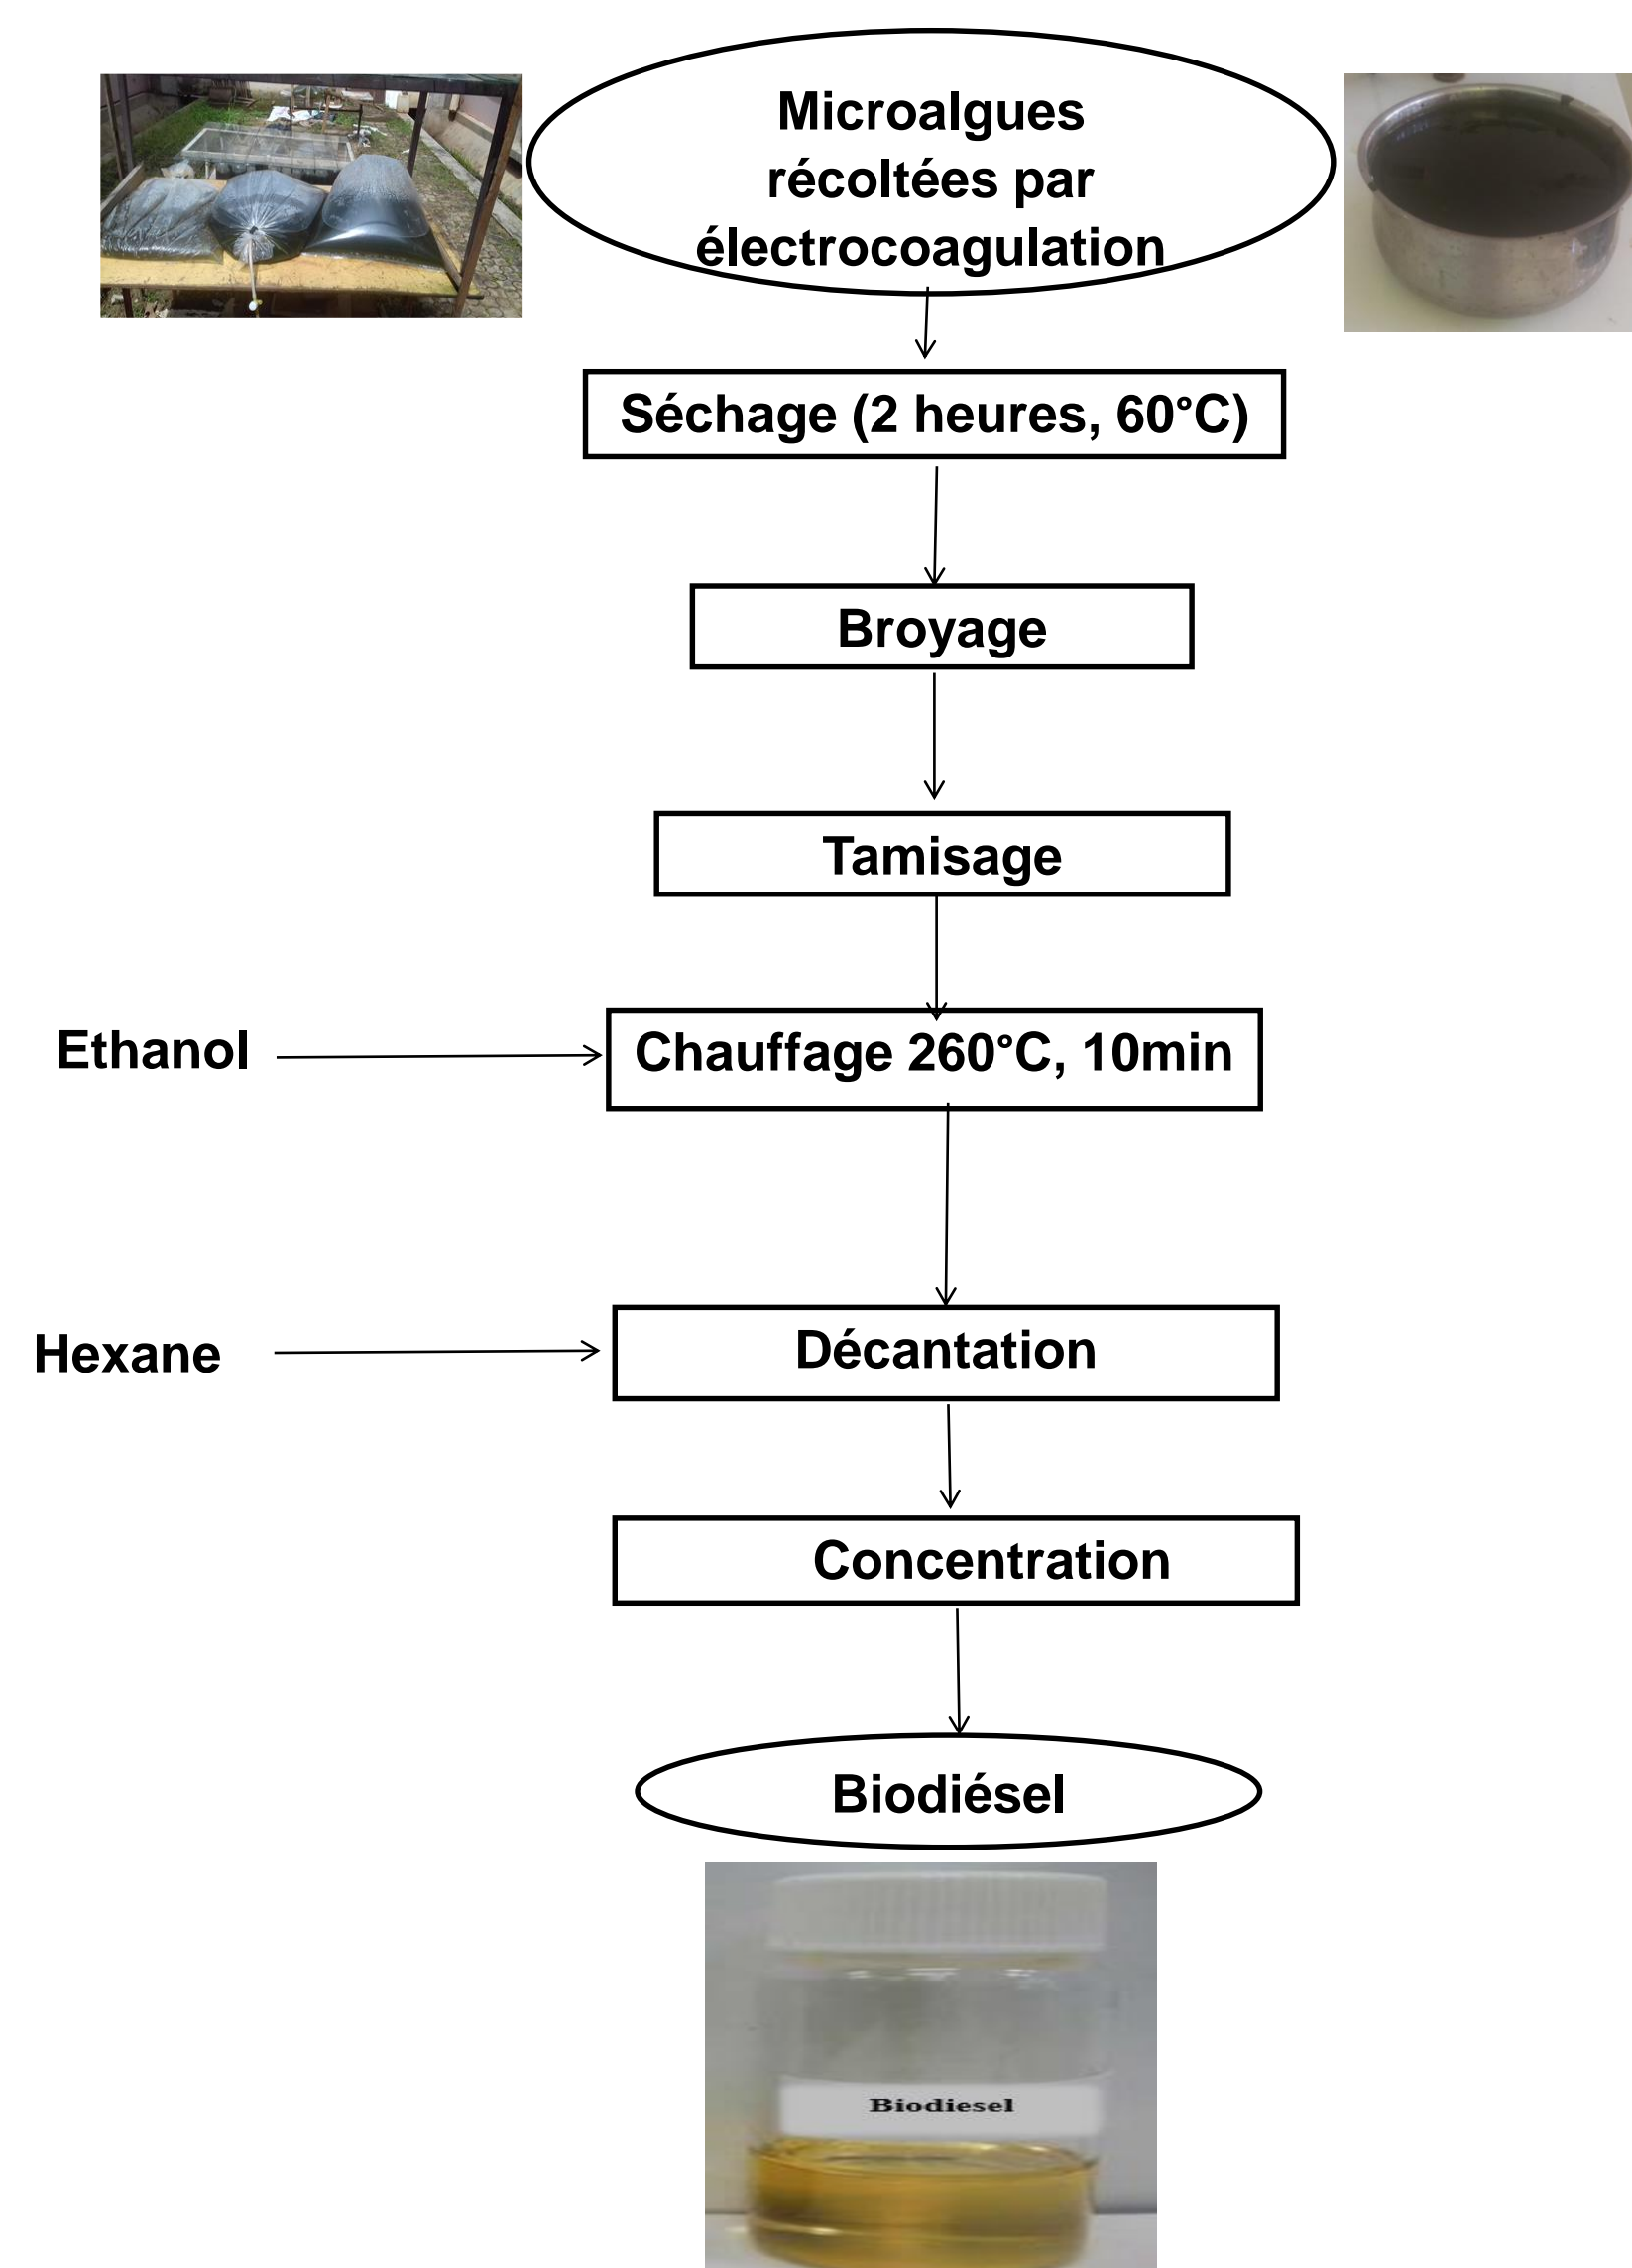 Microalgues
récoltées par
électrocoagulation
Séchage (2 heures, 60°C)
Broyage
Tamisage
Ethanol
Chauffage 260°C, 10min
Hexane
Décantation
Concentration
Biodiésel
Biodiesel